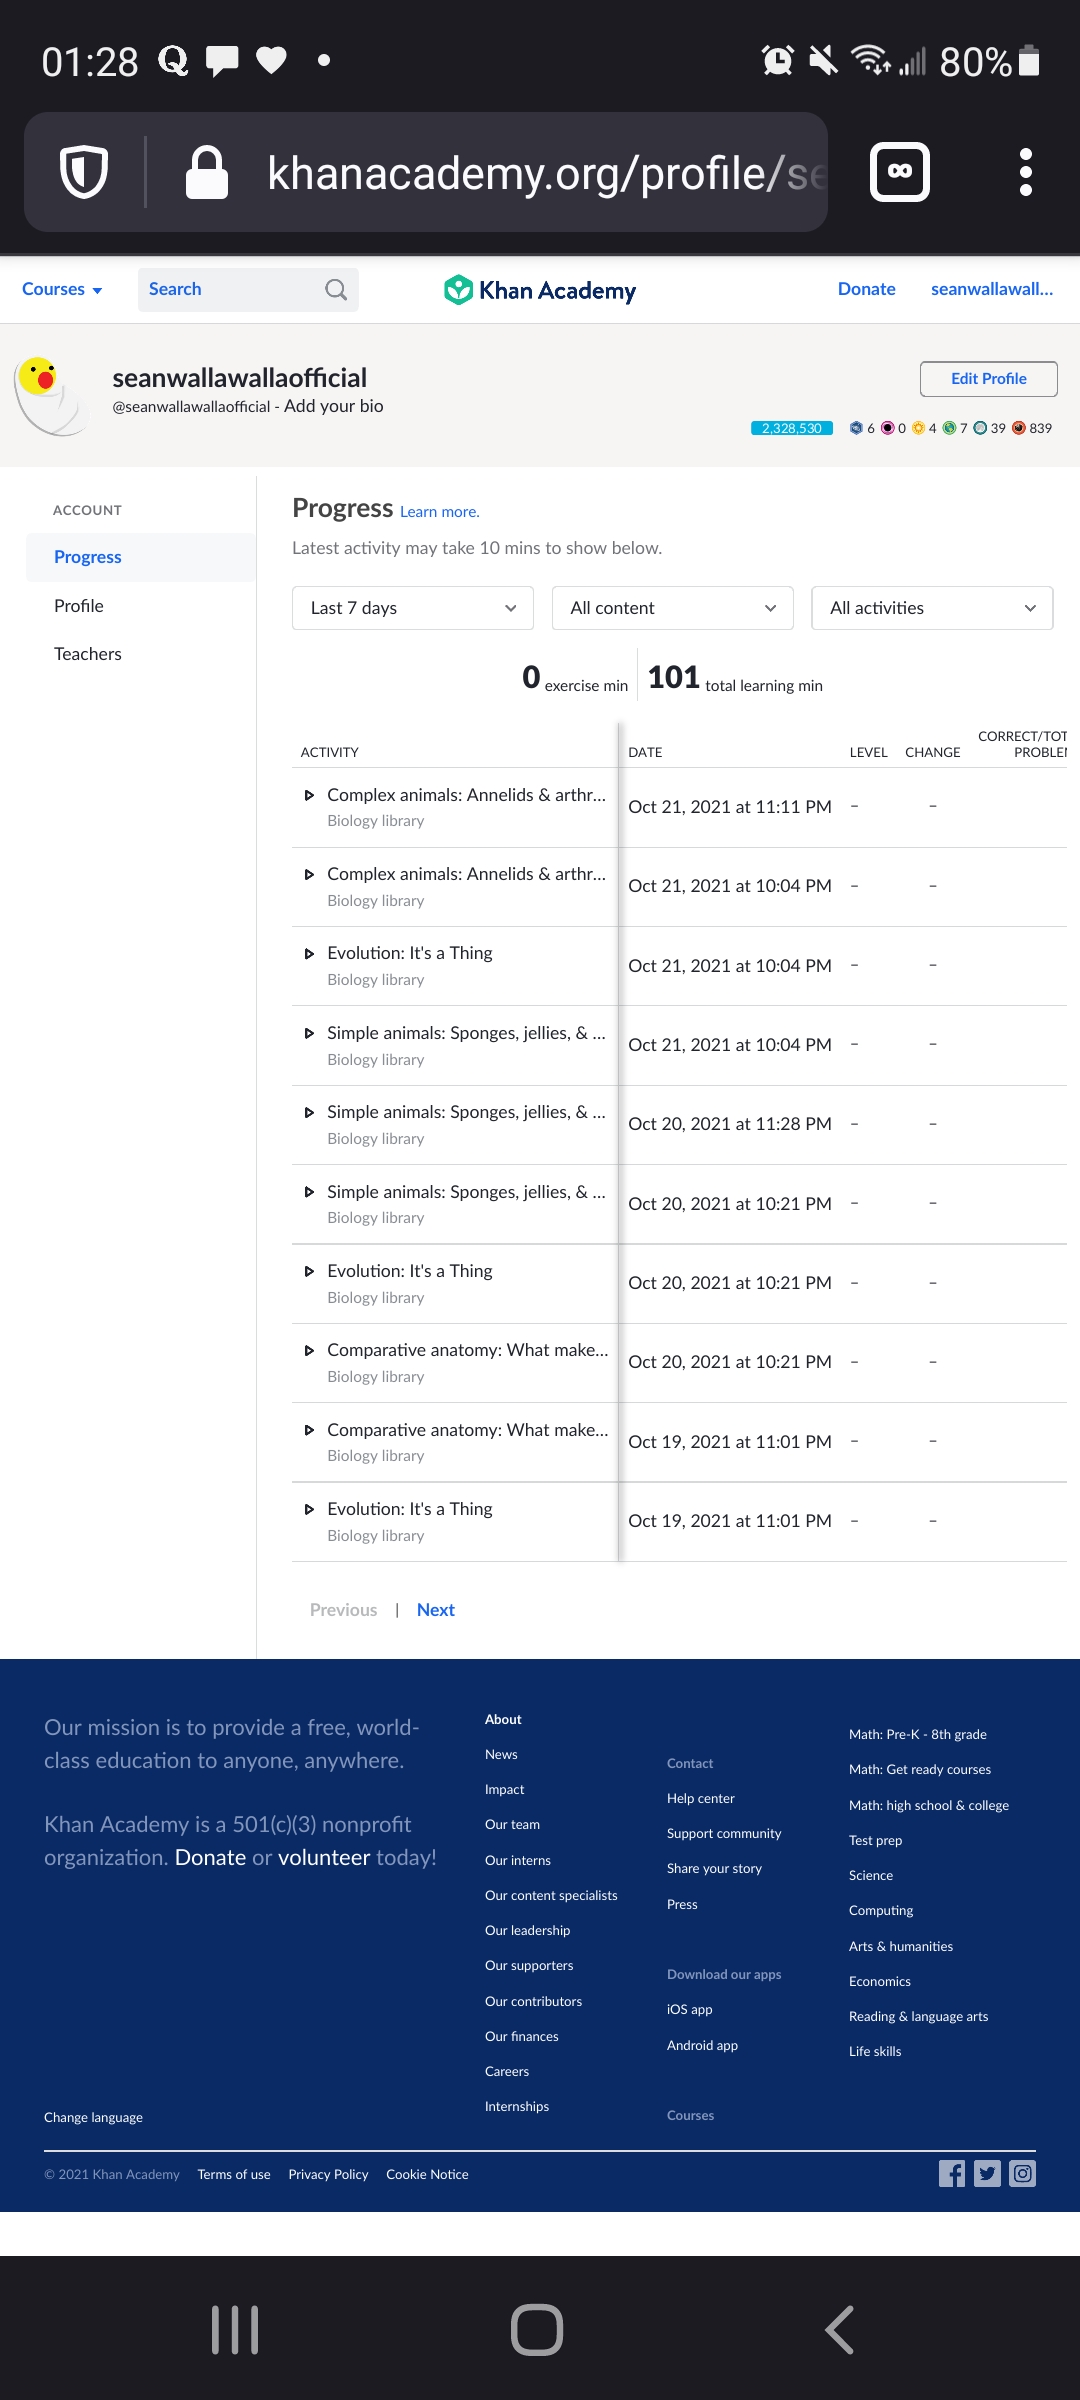 01:28
80%
khanacademy.org/profile/se
Courses
Search
Khan Academy
Donate
seanwallawall...
seanwallawallaofficial
@seanwallawallaofficial - Add your bio
Edit Profile
2,328,530 6 0 4 7 39 839
ACCOUNT
Progress
Profile
Teachers
Progress Learn more.
Latest activity may take 10 mins to show below.
Last 7 days
All content
All activities
0 exercise min
101 total learning min
ACTIVITY DATE LEVEL CHANGE CORRECT/TOT
PROBLEM
Complex animals: Annelids & arthr...
Biology library
Oct 21, 2021 at 11:11 PM – –
Complex animals: Annelids & arthr...
Biology library
Oct 21, 2021 at 10:04 PM – –
Evolution: It's a Thing
Biology library
Oct 21, 2021 at 10:04 PM – –
Simple animals: Sponges, jellies, & ...
Biology library
Oct 21, 2021 at 10:04 PM – –
Simple animals: Sponges, jellies, & ...
Biology library
Oct 20, 2021 at 11:28 PM – –
Simple animals: Sponges, jellies, & ...
Biology library
Oct 20, 2021 at 10:21 PM – –
Evolution: It's a Thing
Biology library
Oct 20, 2021 at 10:21 PM – –
Comparative anatomy: What make...
Biology library
Oct 20, 2021 at 10:21 PM – –
Comparative anatomy: What make...
Biology library
Oct 19, 2021 at 11:01 PM – –
Evolution: It's a Thing
Biology library
Oct 19, 2021 at 11:01 PM – –
Previous | Next
Our mission is to provide a free, world-
class education to anyone, anywhere.
Khan Academy is a 501(c)(3) nonprofit
organization. Donate or volunteer today!
About
News
Impact
Our team
Our interns
Our content specialists
Our leadership
Our supporters
Our contributors
Our finances
Careers
Internships
Contact
Help center
Support community
Share your story
Press
Download our apps
iOS app
Android app
Courses
Math: Pre-K - 8th grade
Math: Get ready courses
Math: high school & college
Test prep
Science
Computing
Arts & humanities
Economics
Reading & language arts
Life skills
Change language
© 2021 Khan Academy Terms of use Privacy Policy Cookie Notice